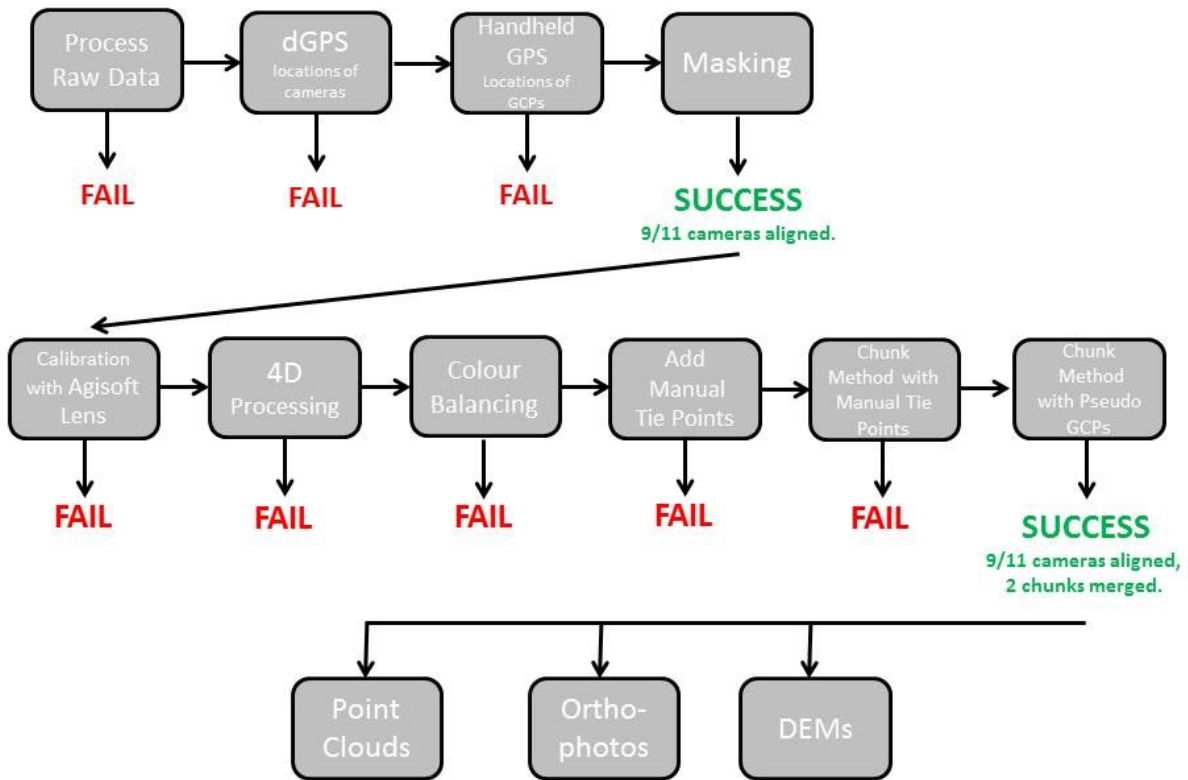 Process
Raw Data
dGPS
locations of
cameras
Handheld
GPS
Locations of
GCPs
Masking
FAIL
FAIL
FAIL
SUCCESS
9/11 cameras aligned.
Calibration
with Agisoft
Lens
4D
Processing
Colour
Balancing
Add
Manual
Tie Points
Chunk
Method with
Manual Tie
Points
Chunk
Method
with Pseudo
GCPs
FAIL
FAIL
FAIL
FAIL
FAIL
SUCCESS
9/11 cameras aligned,
2 chunks merged.
Point
Clouds
Ortho-
photos
DEMs